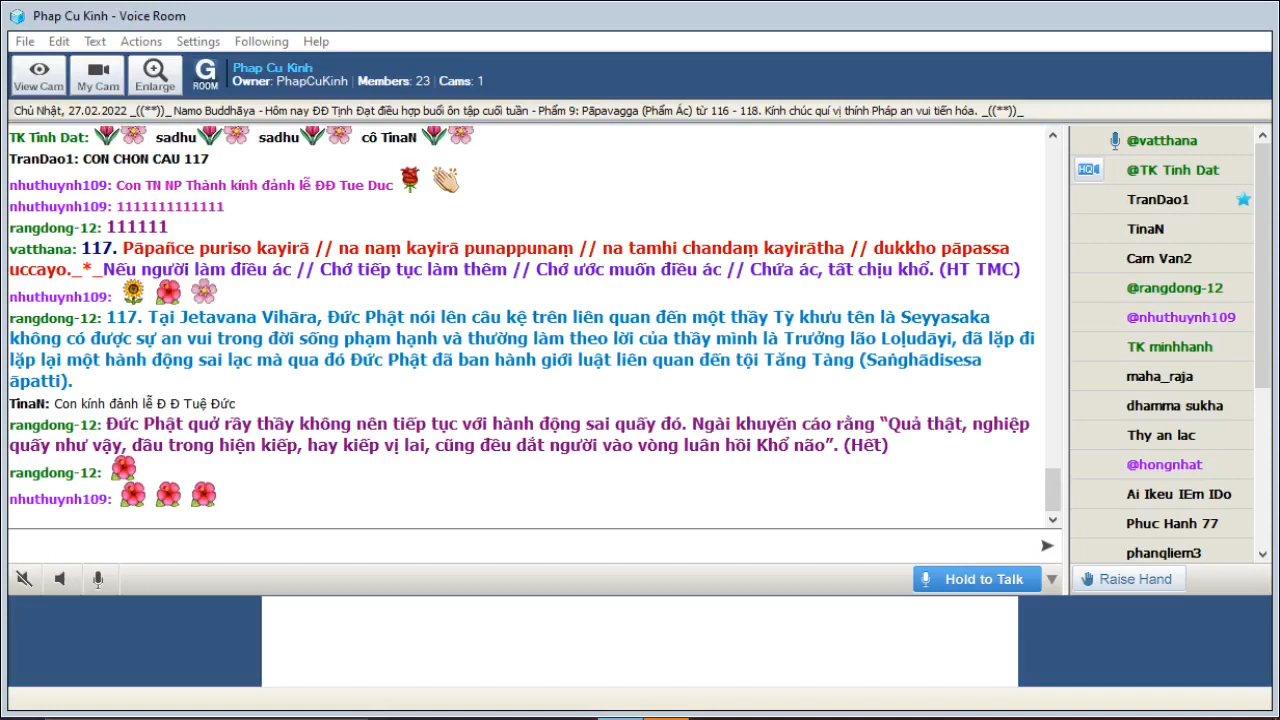 Phap Cu Kinh - Voice Room
File Edit Text Actions Settings Following Help
View Cam My Cam Enlarge G ROOM
Phap Cu Kinh
Owner: PhapCuKinh | Members: 23 | Cams: 1
Chủ Nhật, 27.02.2022 _((**))_ Namo Buddhāya - Hôm nay ĐĐ Tịnh Đạt điều hợp buổi ôn tập cuối tuần - Phẩm 9: Pāpavagga (Phẩm Ác) từ 116 - 118. Kính chúc quí vị thính Pháp an vui tiến hóa. _((**))_
TK Tinh Dat: sadhu sadhu cô TinaN
TranDao1: CON CHON CAU 117
nhuthuynh109: Con TN NP Thành kính đảnh lễ ĐĐ Tue Duc
nhuthuynh109: 1111111111111
rangdong-12: 111111
vatthana: 117. Pāpañce puriso kayirā // na naṃ kayirā punappunaṃ // na tamhi chandaṃ kayirātha // dukkho pāpassa
uccayo._*_Nếu người làm điều ác // Chớ tiếp tục làm thêm // Chớ ước muốn điều ác // Chứa ác, tất chịu khổ. (HT TMC)
nhuthuynh109:
rangdong-12: 117. Tại Jetavana Vihāra, Đức Phật nói lên câu kệ trên liên quan đến một thầy Tỳ khưu tên là Seyyasaka
không có được sự an vui trong đời sống phạm hạnh và thường làm theo lời của thầy mình là Trưởng lão Loḷudāyi, đã lặp đi
lặp lại một hành động sai lạc mà qua đó Đức Phật đã ban hành giới luật liên quan đến tội Tăng Tàng (Saṅghādisesa
āpatti).
TinaN: Con kính đảnh lễ Đ Đ Tuệ Đức
rangdong-12: Đức Phật quở rầy thầy không nên tiếp tục với hành động sai quấy đó. Ngài khuyến cáo rằng “Quả thật, nghiệp
quấy như vậy, dầu trong hiện kiếp, hay kiếp vị lai, cũng đều dắt người vào vòng luân hồi Khổ não”. (Hết)
rangdong-12:
nhuthuynh109:
@vatthana
HQ @TK Tinh Dat
TranDao1
TinaN
Cam Van2
@rangdong-12
@nhuthuynh109
TK minhhanh
maha_raja
dhamma sukha
Thy an lac
@hongnhat
Ai Ikeu IEm IDo
Phuc Hanh 77
phanqliem3
Hold to Talk
Raise Hand